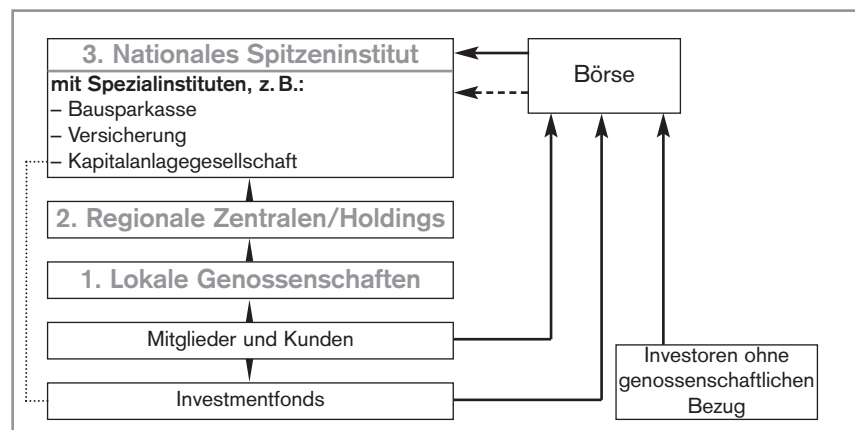 3. Nationales Spitzeninstitut
mit Spezialinstituten, z. B.:
– Bausparkasse
– Versicherung
– Kapitalanlagegesellschaft
Börse
2. Regionale Zentralen/Holdings
1. Lokale Genossenschaften
Mitglieder und Kunden
Investmentfonds
Investoren ohne
genossenschaftlichen
Bezug